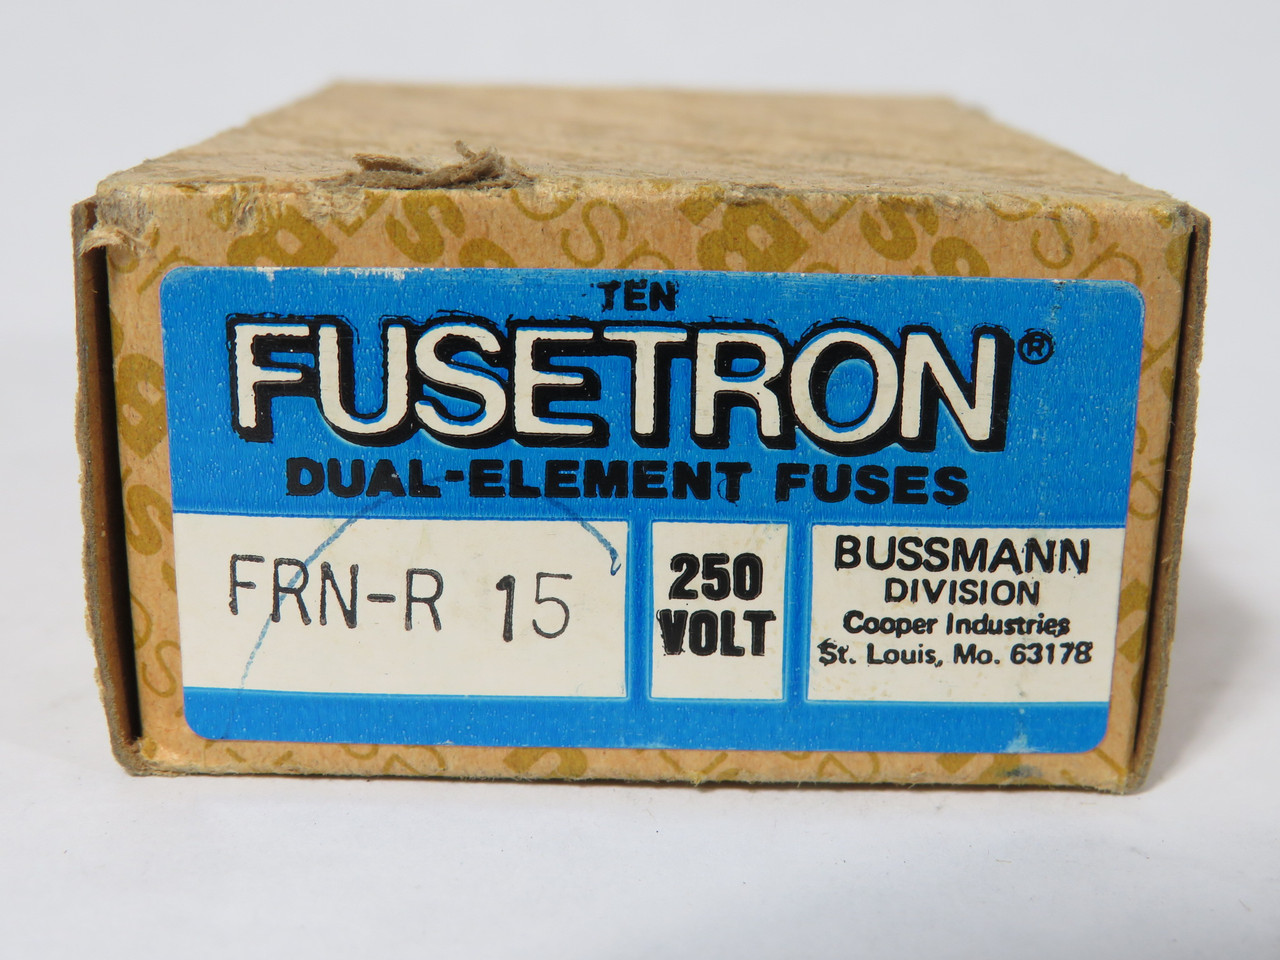 TEN
FUSETRON®
DUAL-ELEMENT FUSES
FRN-R 15
250
VOLT
BUSSMANN
DIVISION
Cooper Industries
St. Louis, Mo. 63178